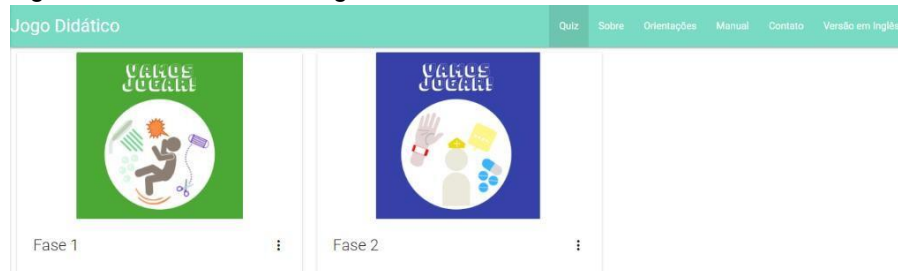 Jogo Didático
Quiz Sobre Orientações Manual Contato Versão em Inglês
VAMOS JOGAR!
VAMOS JOGAR!
Fase 1
Fase 2